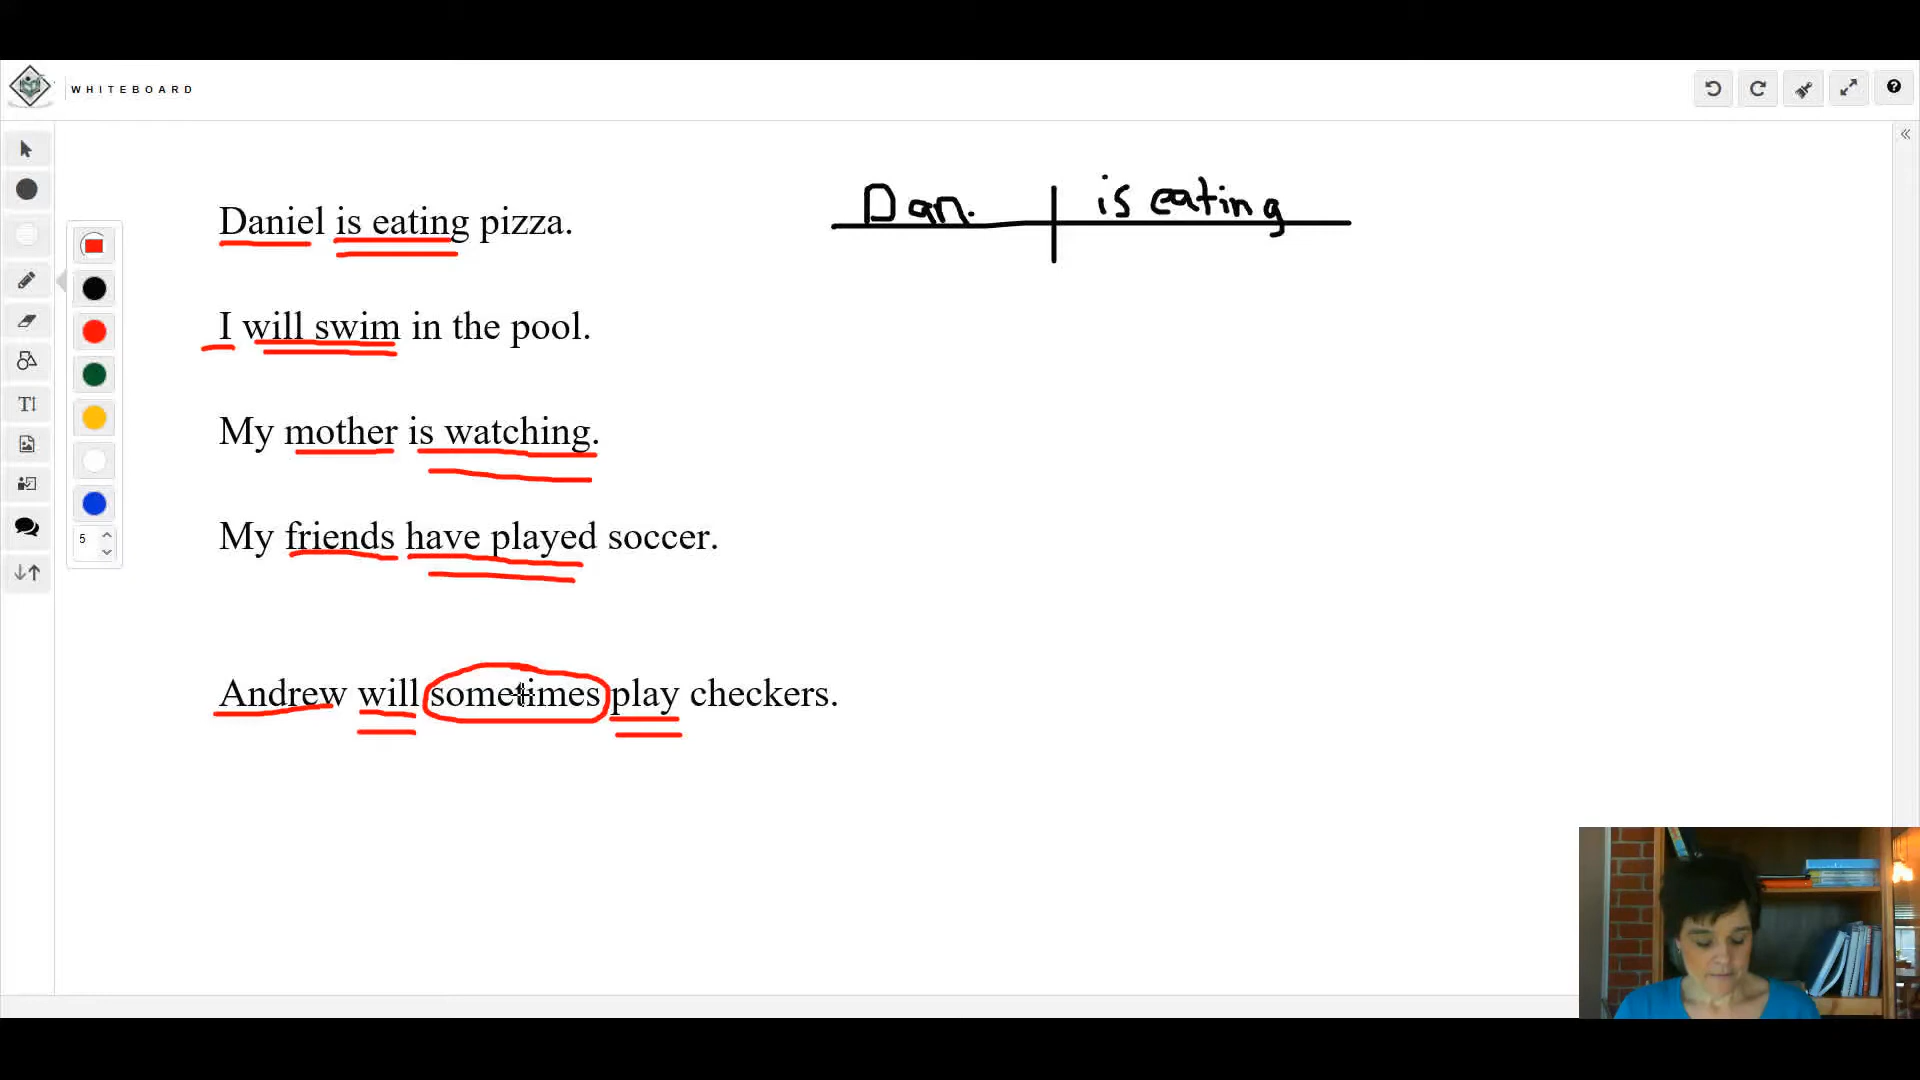 WHITEBOARD
Dan. is eating
Daniel is eating pizza.
I will swim in the pool.
My mother is watching.
My friends have played soccer.
5
Andrew will sometimes play checkers.